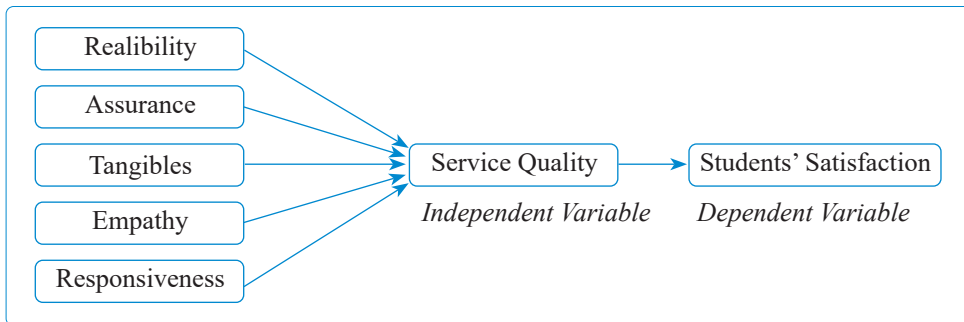 Realibility
Assurance
Tangibles
Empathy
Responsiveness
Service Quality
Independent Variable
Students’ Satisfaction
Dependent Variable